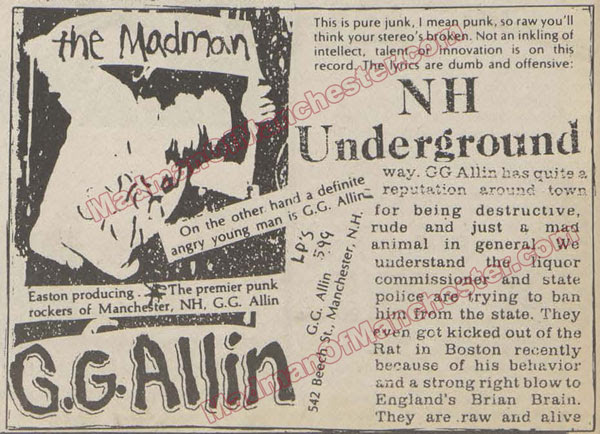 the Madman
This is pure junk, I mean punk, so raw you'll
think your stereo's broken. Not an inkling of
intellect, talent or innovation is on this
record. The lyrics are dumb and offensive:
NH
Underground
way. GG Allin has quite a
reputation around town
for being destructive,
rude and just a mad
animal in general. We
understand the liquor
commissioner and state
police are trying to ban
him from the state. They
even got kicked out of the
Rat in Boston recently
because of his behavior
and a strong right blow to
England's Brian Brain.
They are raw and alive
On the other hand a definite
angry young man is G.G. Allin
LP's
5.99
G.G. Allin
542 Beech St., Manchester, N.H.
Easton producing . . . The premier punk
rockers of Manchester, NH, G.G. Allin
G.G. Allin
MadmanOfManchester.com
MadmanOfManchester.com
MadmanOfManchester.com